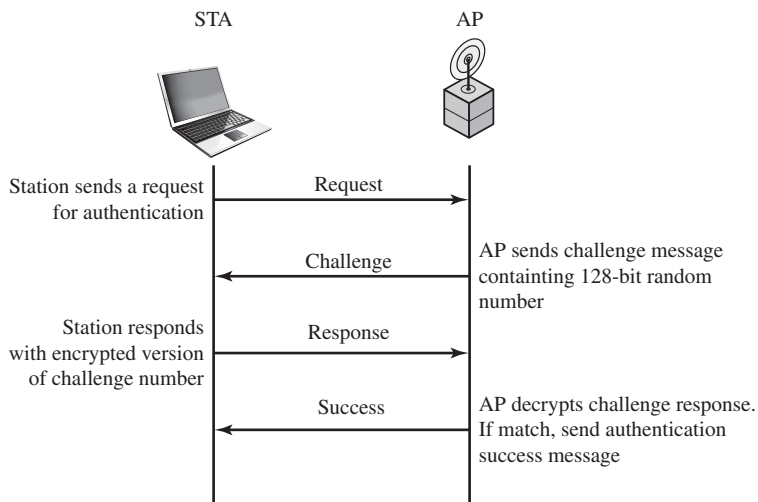 STA
AP
Station sends a request
for authentication
Request
Challenge
AP sends challenge message
containting 128-bit random
number
Station responds
with encrypted version
of challenge number
Response
Success
AP decrypts challenge response.
If match, send authentication
success message